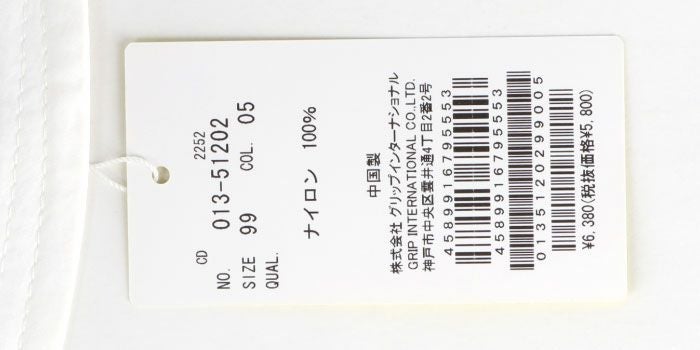 CD 2252
NO. 013-51202
SIZE 99 COL. 05
QUAL.
ナイロン 100%
中国製
株式会社 グリップインターナショナル
GRIP INTERNATIONAL CO.,LTD.
神戸市中央区雲井通4丁目2番2号
4589916795553
4589916795553
0135120299005
¥6,380(税抜価格¥5,800)